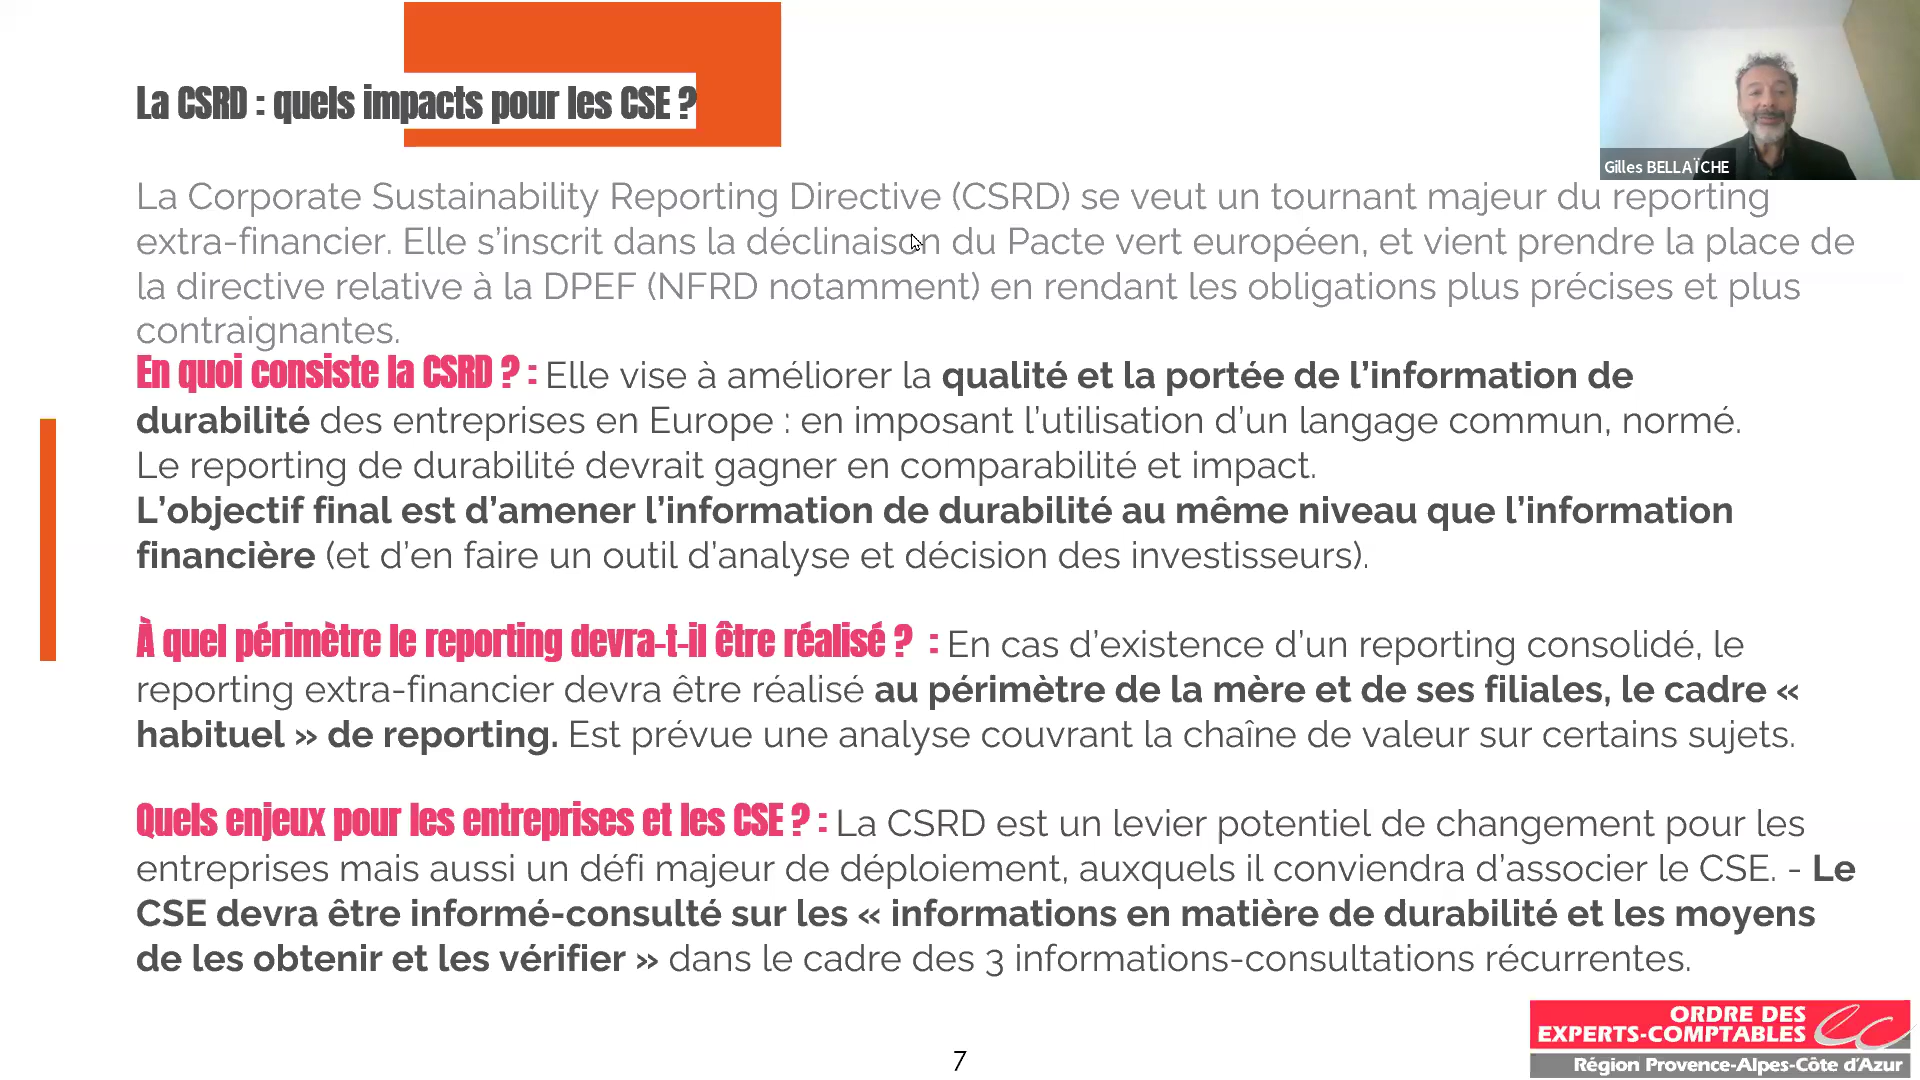 La CSRD : quels impacts pour les CSE ?
Gilles BELLAÏCHE
La Corporate Sustainability Reporting Directive (CSRD) se veut un tournant majeur du reporting
extra-financier. Elle s’inscrit dans la déclinaison du Pacte vert européen, et vient prendre la place de
la directive relative à la DPEF (NFRD notamment) en rendant les obligations plus précises et plus
contraignantes.
En quoi consiste la CSRD ? : Elle vise à améliorer la qualité et la portée de l’information de
durabilité des entreprises en Europe : en imposant l’utilisation d’un langage commun, normé.
Le reporting de durabilité devrait gagner en comparabilité et impact.
L’objectif final est d’amener l’information de durabilité au même niveau que l’information
financière (et d’en faire un outil d’analyse et décision des investisseurs).
À quel périmètre le reporting devra-t-il être réalisé ? : En cas d’existence d’un reporting consolidé, le
reporting extra-financier devra être réalisé au périmètre de la mère et de ses filiales, le cadre «
habituel » de reporting. Est prévue une analyse couvrant la chaîne de valeur sur certains sujets.
Quels enjeux pour les entreprises et les CSE ? : La CSRD est un levier potentiel de changement pour les
entreprises mais aussi un défi majeur de déploiement, auxquels il conviendra d’associer le CSE. - Le
CSE devra être informé-consulté sur les « informations en matière de durabilité et les moyens
de les obtenir et les vérifier » dans le cadre des 3 informations-consultations récurrentes.
7
ORDRE DES
EXPERTS-COMPTABLES
Région Provence-Alpes-Côte d’Azur